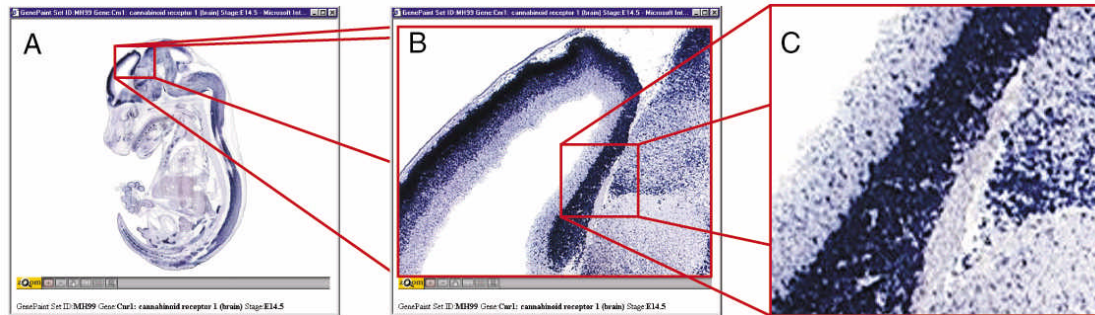 GenePaint Set ID:MH99 Gene:Cnr1: cannabinoid receptor 1 (brain) Stage:E14.5 - Microsoft Int...
A
zoom
GenePaint Set ID:MH99 Gene:Cnr1: cannabinoid receptor 1 (brain) Stage:E14.5
GenePaint Set ID:MH99 Gene:Cnr1: cannabinoid receptor 1 (brain) Stage:E14.5 - Microsoft Int...
B
zoom
GenePaint Set ID:MH99 Gene:Cnr1: cannabinoid receptor 1 (brain) Stage:E14.5
C